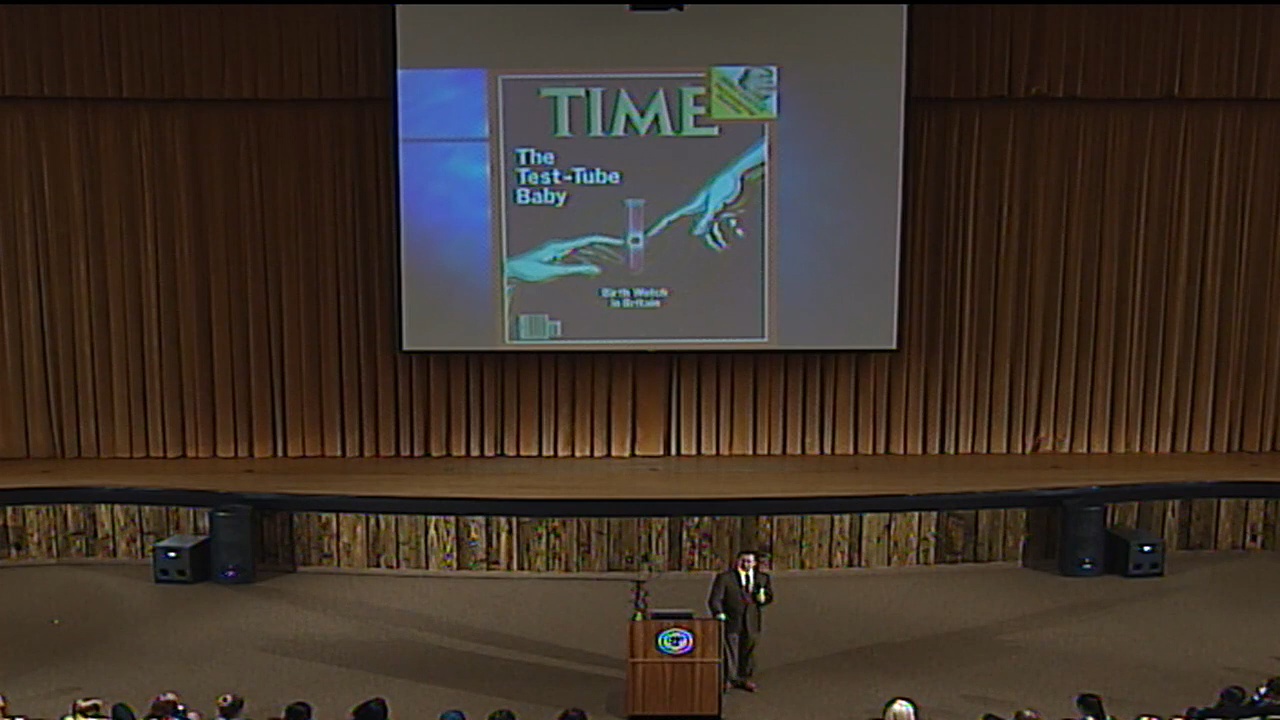 TIME
The
Test-Tube
Baby
Birth Watch
in Britain